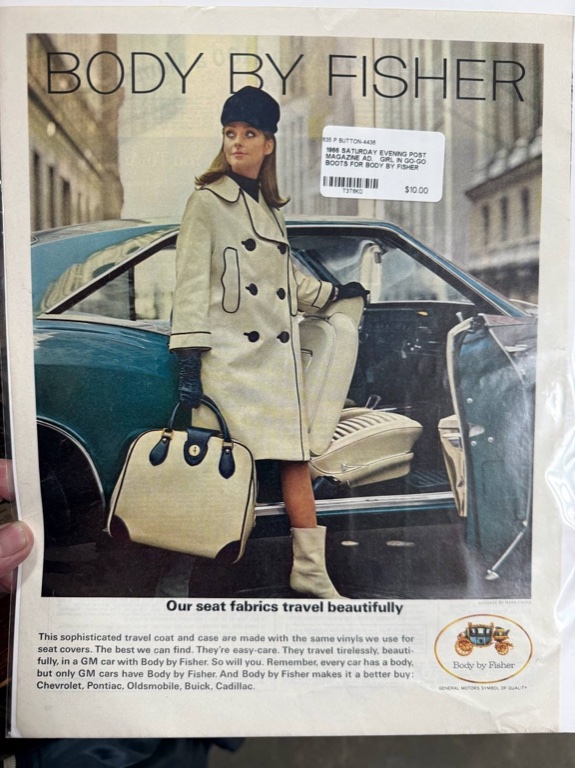 BODY BY FISHER
835 P BUTTON-4436
1966 SATURDAY EVENING POST
MAGAZINE AD. GIRL IN GO-GO
BOOTS FOR BODY BY FISHER
T378KD
$10.00
Our seat fabrics travel beautifully
This sophisticated travel coat and case are made with the same vinyls we use for
seat covers. The best we can find. They're easy-care. They travel tirelessly, beauti-
fully, in a GM car with Body by Fisher. So will you. Remember, every car has a body,
but only GM cars have Body by Fisher. And Body by Fisher makes it a better buy:
Chevrolet, Pontiac, Oldsmobile, Buick, Cadillac.
Body by Fisher
GENERAL MOTORS SYMBOL OF QUALITY